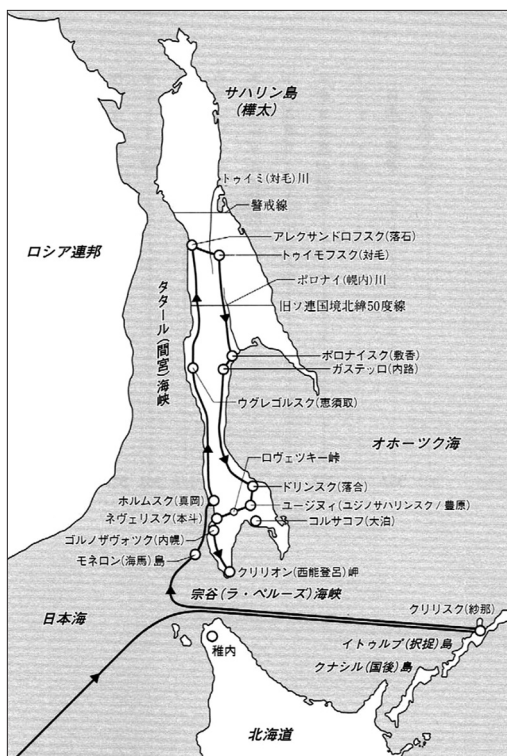 サハリン島
(樺太)
トゥイミ(対毛)川
警戒線
アレクサンドロフスク(落石)
トゥイモフスク(対毛)
ロシア連邦
ポロナイ(幌内)川
旧ソ連国境北緯50度線
タタール(間宮)海峡
ポロナイスク(敷香)
ガステッロ(内路)
ウグレゴルスク(恵須取)
オホーツク海
ロヴェツキー峠
ドリンスク(落合)
ホルムスク(真岡)
ユージヌィ(ユジノサハリンスク/豊原)
ネヴェリスク(本斗)
コルサコフ(大泊)
ゴルノザヴォツク(内幌)
モネロン(海馬)島
クリリオン(西能登呂)岬
宗谷(ラ・ペルーズ)海峡
日本海
クリリスク(紗那)
イトゥルプ(択捉)島
クナシル(国後)島
稚内
北海道